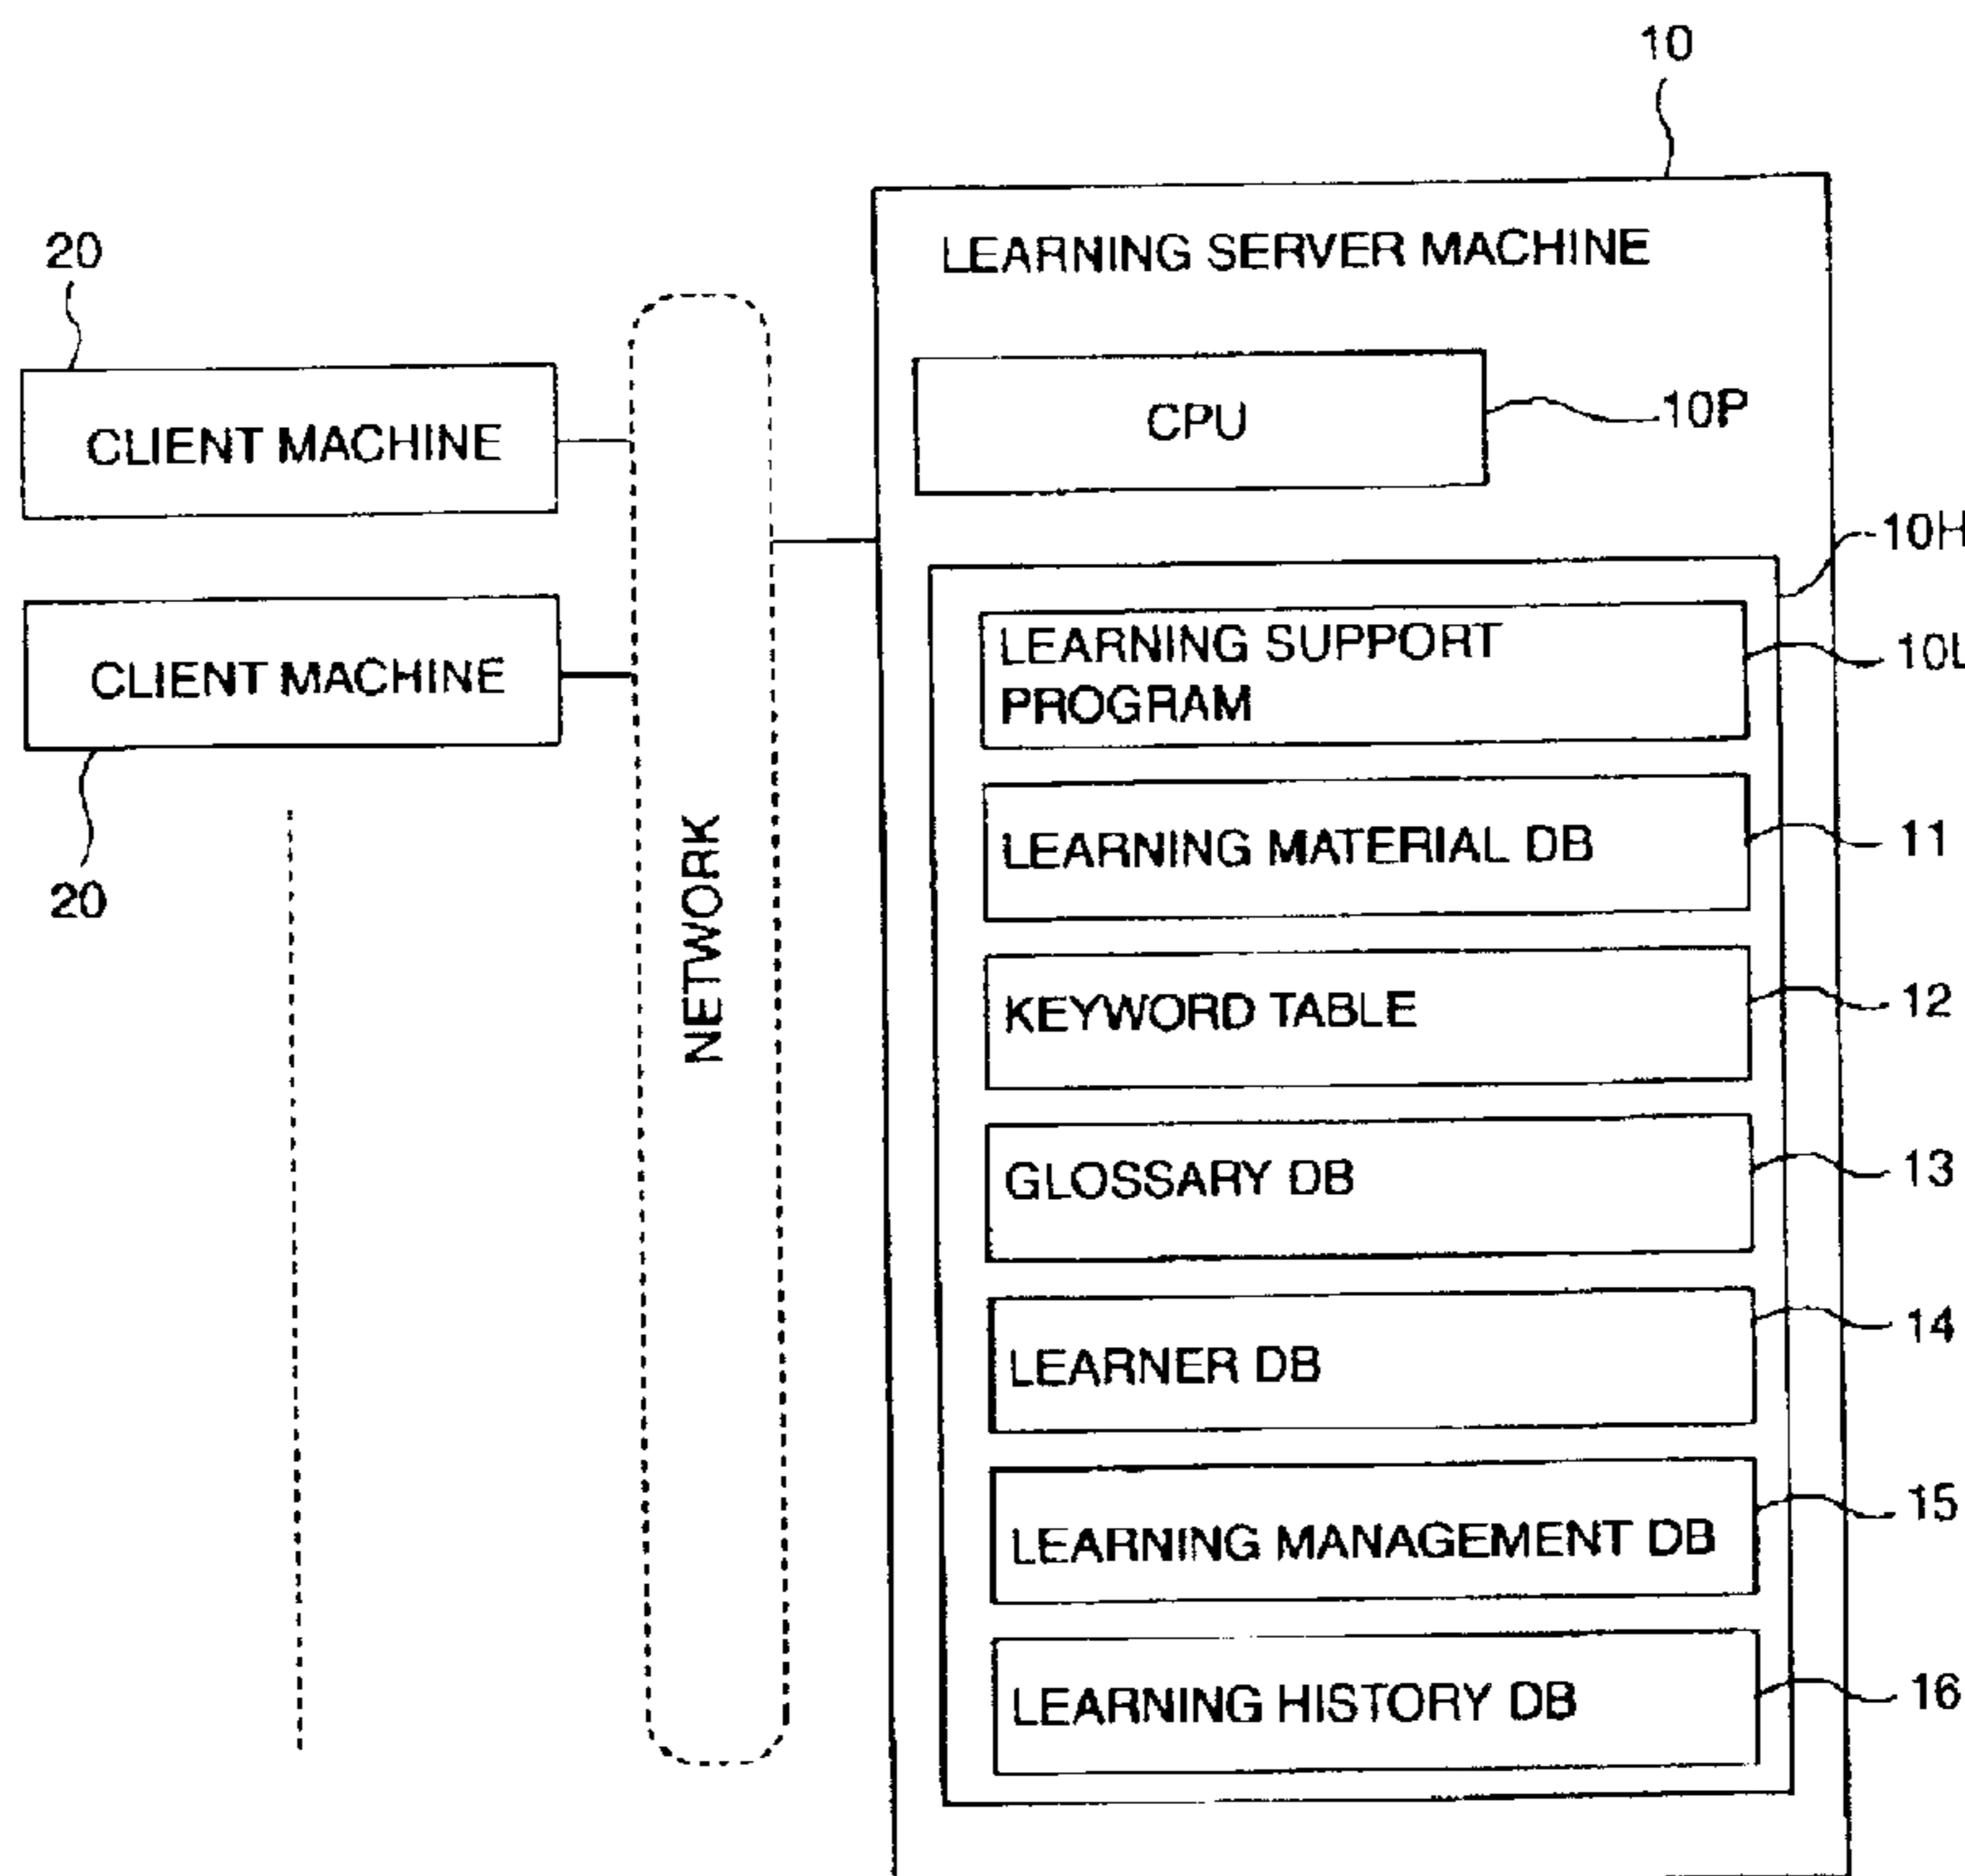 10
LEARNING SERVER MACHINE
20
CLIENT MACHINE
CPU
10P
10H
CLIENT MACHINE
20
NETWORK
LEARNING SUPPORT
PROGRAM
10L
LEARNING MATERIAL DB
11
KEYWORD TABLE
12
GLOSSARY DB
13
LEARNER DB
14
LEARNING MANAGEMENT DB
15
LEARNING HISTORY DB
16